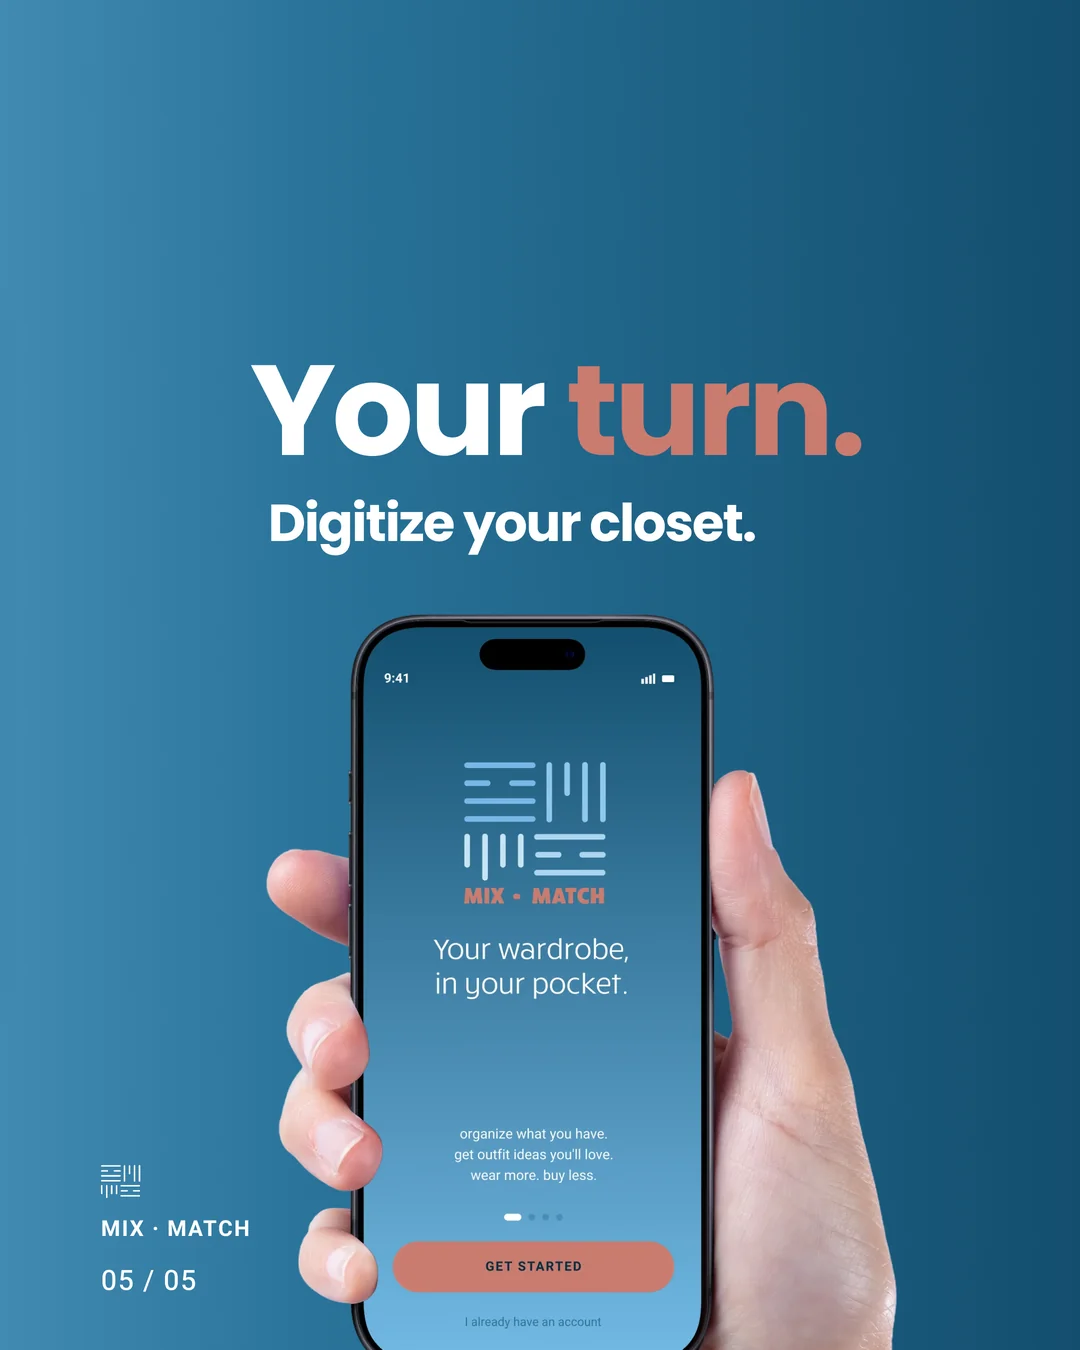 Your turn.
Digitize your closet.
9:41
MIX • MATCH
Your wardrobe,
in your pocket.
organize what you have.
get outfit ideas you'll love.
wear more. buy less.
GET STARTED
I already have an account
MIX · MATCH
05 / 05